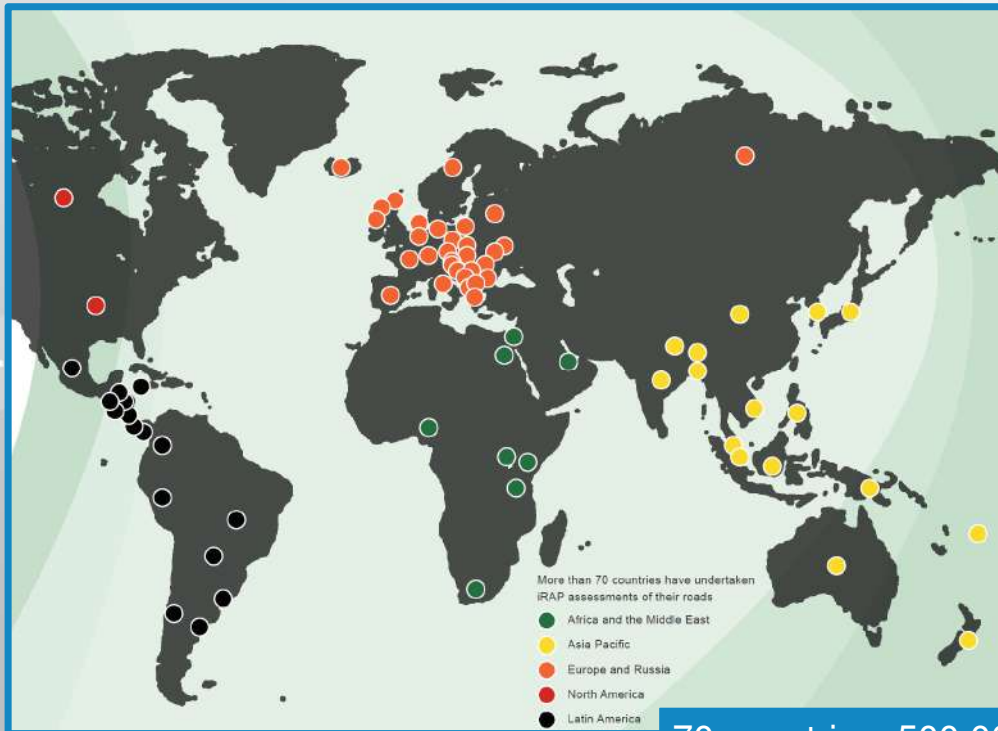 More than 70 countries have undertaken
iRAP assessments of their roads
Africa and the Middle East
Asia Pacific
Europe and Russia
North America
Latin America